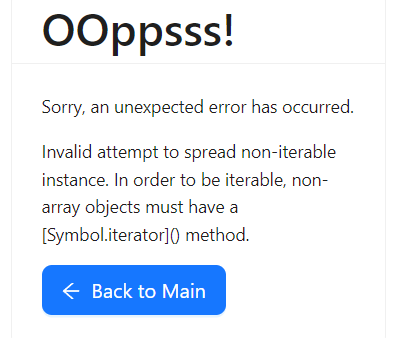 OOppsss!
Sorry, an unexpected error has occurred.
Invalid attempt to spread non-iterable
instance. In order to be iterable, non-
array objects must have a
[Symbol.iterator]() method.
← Back to Main